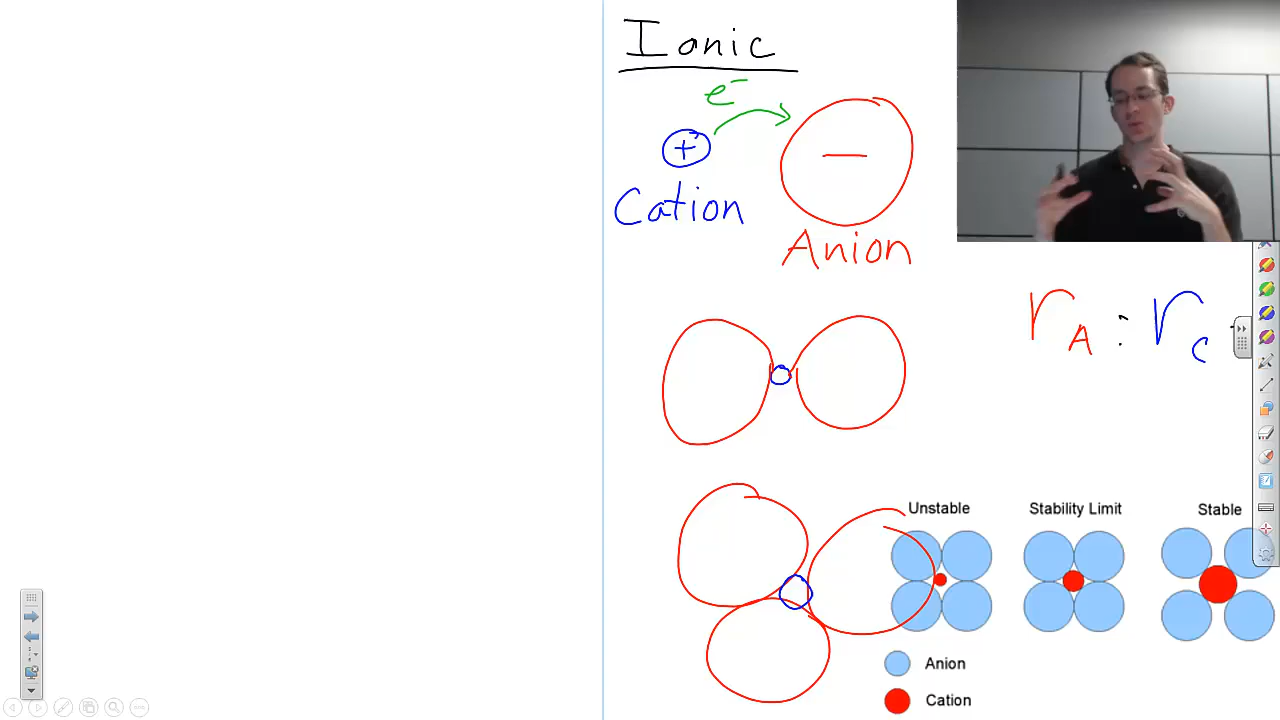 Ionic
e⁻
+
−
Cation
Anion
r_A : r_C
Unstable
Stability Limit
Stable
Anion
Cation